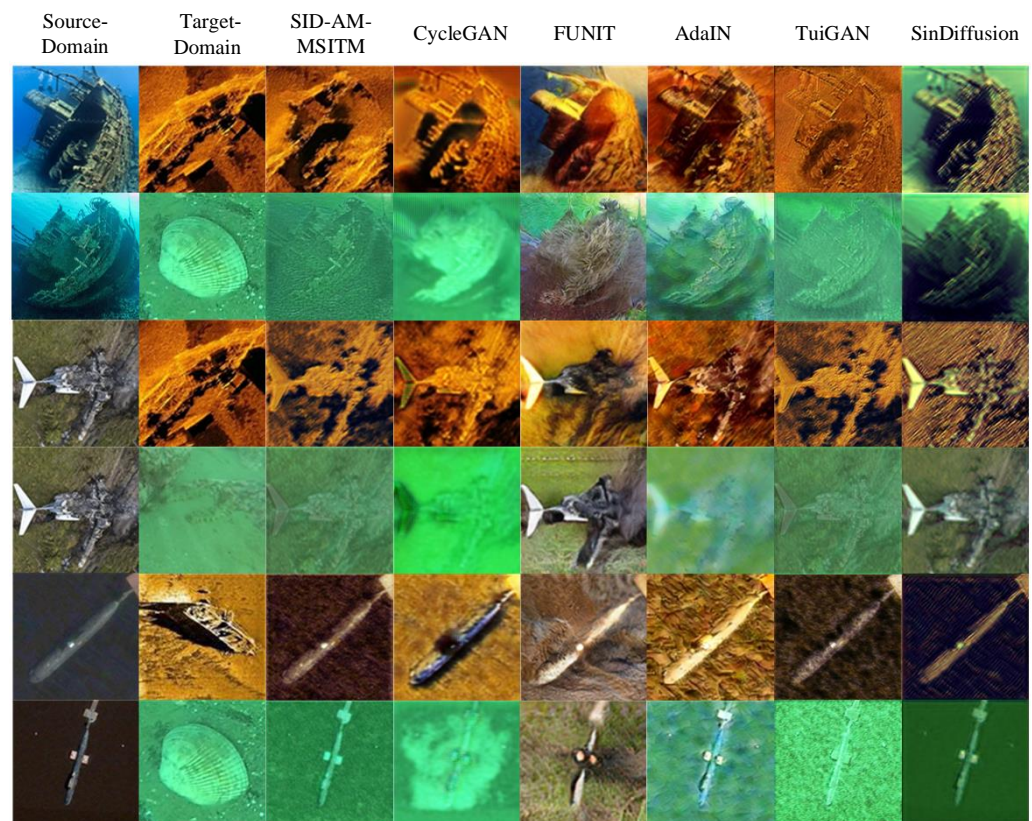 Source-
Domain
Target-
Domain
SID-AM-
MSITM
CycleGAN
FUNIT
AdaIN
TuiGAN
SinDiffusion